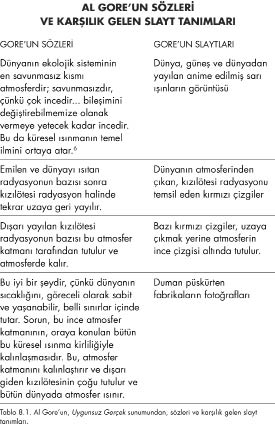 AL GORE'UN SÖZLERİ
VE KARŞILIK GELEN SLAYT TANIMLARI
GORE'UN SÖZLERİ
GORE'UN SLAYTLARI
Dünyanın ekolojik sisteminin
en savunmasız kısmı
atmosferdir; savunmasızdır,
çünkü çok incedir... bileşimini
değiştirebilmemize olanak
vermeye yetecek kadar incedir.
Bu da küresel ısınmanın temel
ilmini ortaya atar.6
Dünya, güneş ve dünyadan
yayılan anime edilmiş sarı
ışınların görüntüsü
Emilen ve dünyayı ısıtan
radyasyonun bazısı sonra
kızılötesi radyasyon halinde
tekrar uzaya geri yayılır.
Dünyanın atmosferinden
çıkan, kızılötesi radyasyonu
temsil eden kırmızı çizgiler
Dışarı yayılan kızılötesi
radyasyonun bazısı bu atmosfer
katmanı tarafından tutulur ve
atmosferde kalır.
Bazı kırmızı çizgiler, uzaya
çıkmak yerine atmosferin
ince çizgisi altında tutulur.
Bu iyi bir şeydir, çünkü dünyanın
sıcaklığını, göreceli olarak sabit
ve yaşanabilir, belli sınırlar içinde
tutar. Sorun, bu ince atmosfer
katmanının, oraya konulan bütün
bu küresel ısınma kirliliğiyle
kalınlaşmasıdır. Bu, atmosfer
katmanını kalınlaştırır ve dışarı
giden kızılötesinin çoğu tutulur ve
bütün dünyada atmosfer ısınır.
Duman püskürten
fabrikaların fotoğrafları
Tablo 8.1. Al Gore'un, Uygunsuz Gerçek sunumundan, sözleri ve karşılık gelen slayt
tanımları.